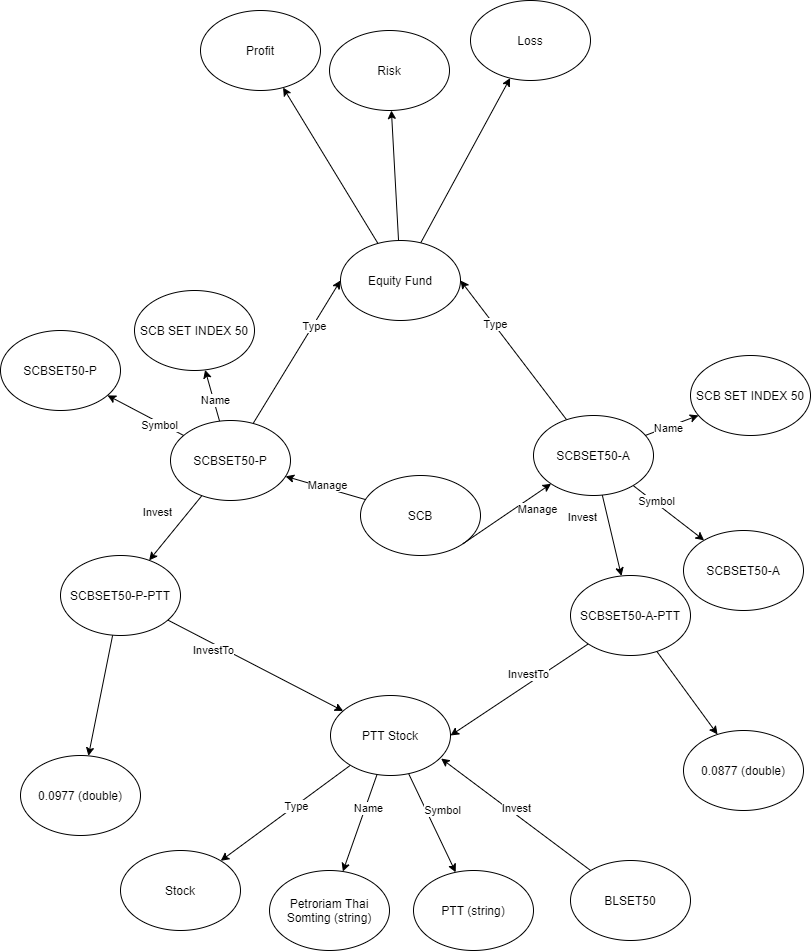 Loss
Profit
Risk
Equity Fund
Type
Type
SCB SET INDEX 50
SCBSET50-P
SCB SET INDEX 50
Name
Symbol
Name
SCBSET50-P
SCBSET50-A
Manage
Symbol
Manage
SCB
Invest
Invest
SCBSET50-A
SCBSET50-P-PTT
SCBSET50-A-PTT
InvestTo
InvestTo
PTT Stock
0.0877 (double)
0.0977 (double)
Type
Name
Symbol
Invest
Stock
Petroriam Thai
Somting (string)
PTT (string)
BLSET50